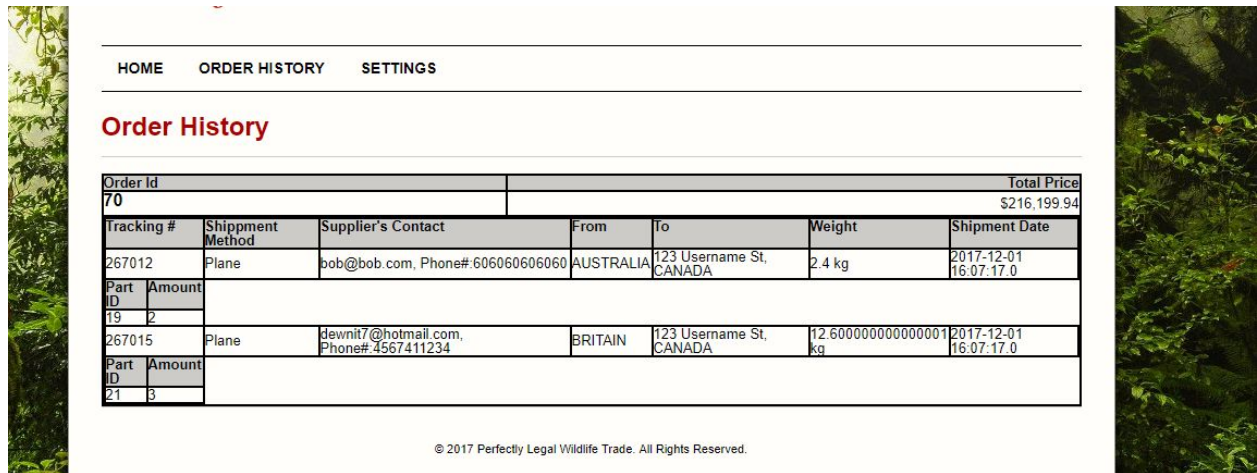 HOME ORDER HISTORY SETTINGS
Order History
Order Id Total Price
70 $216,199.94
Tracking # Shippment Method Supplier's Contact From To Weight Shipment Date
267012 Plane bob@bob.com, Phone#:606060606060 AUSTRALIA 123 Username St, CANADA 2.4 kg 2017-12-01 16:07:17.0
Part ID Amount
19 2
267015 Plane dewnit7@hotmail.com, Phone#:4567411234 BRITAIN 123 Username St, CANADA 12.600000000000001 kg 2017-12-01 16:07:17.0
Part ID Amount
21 3
© 2017 Perfectly Legal Wildlife Trade. All Rights Reserved.